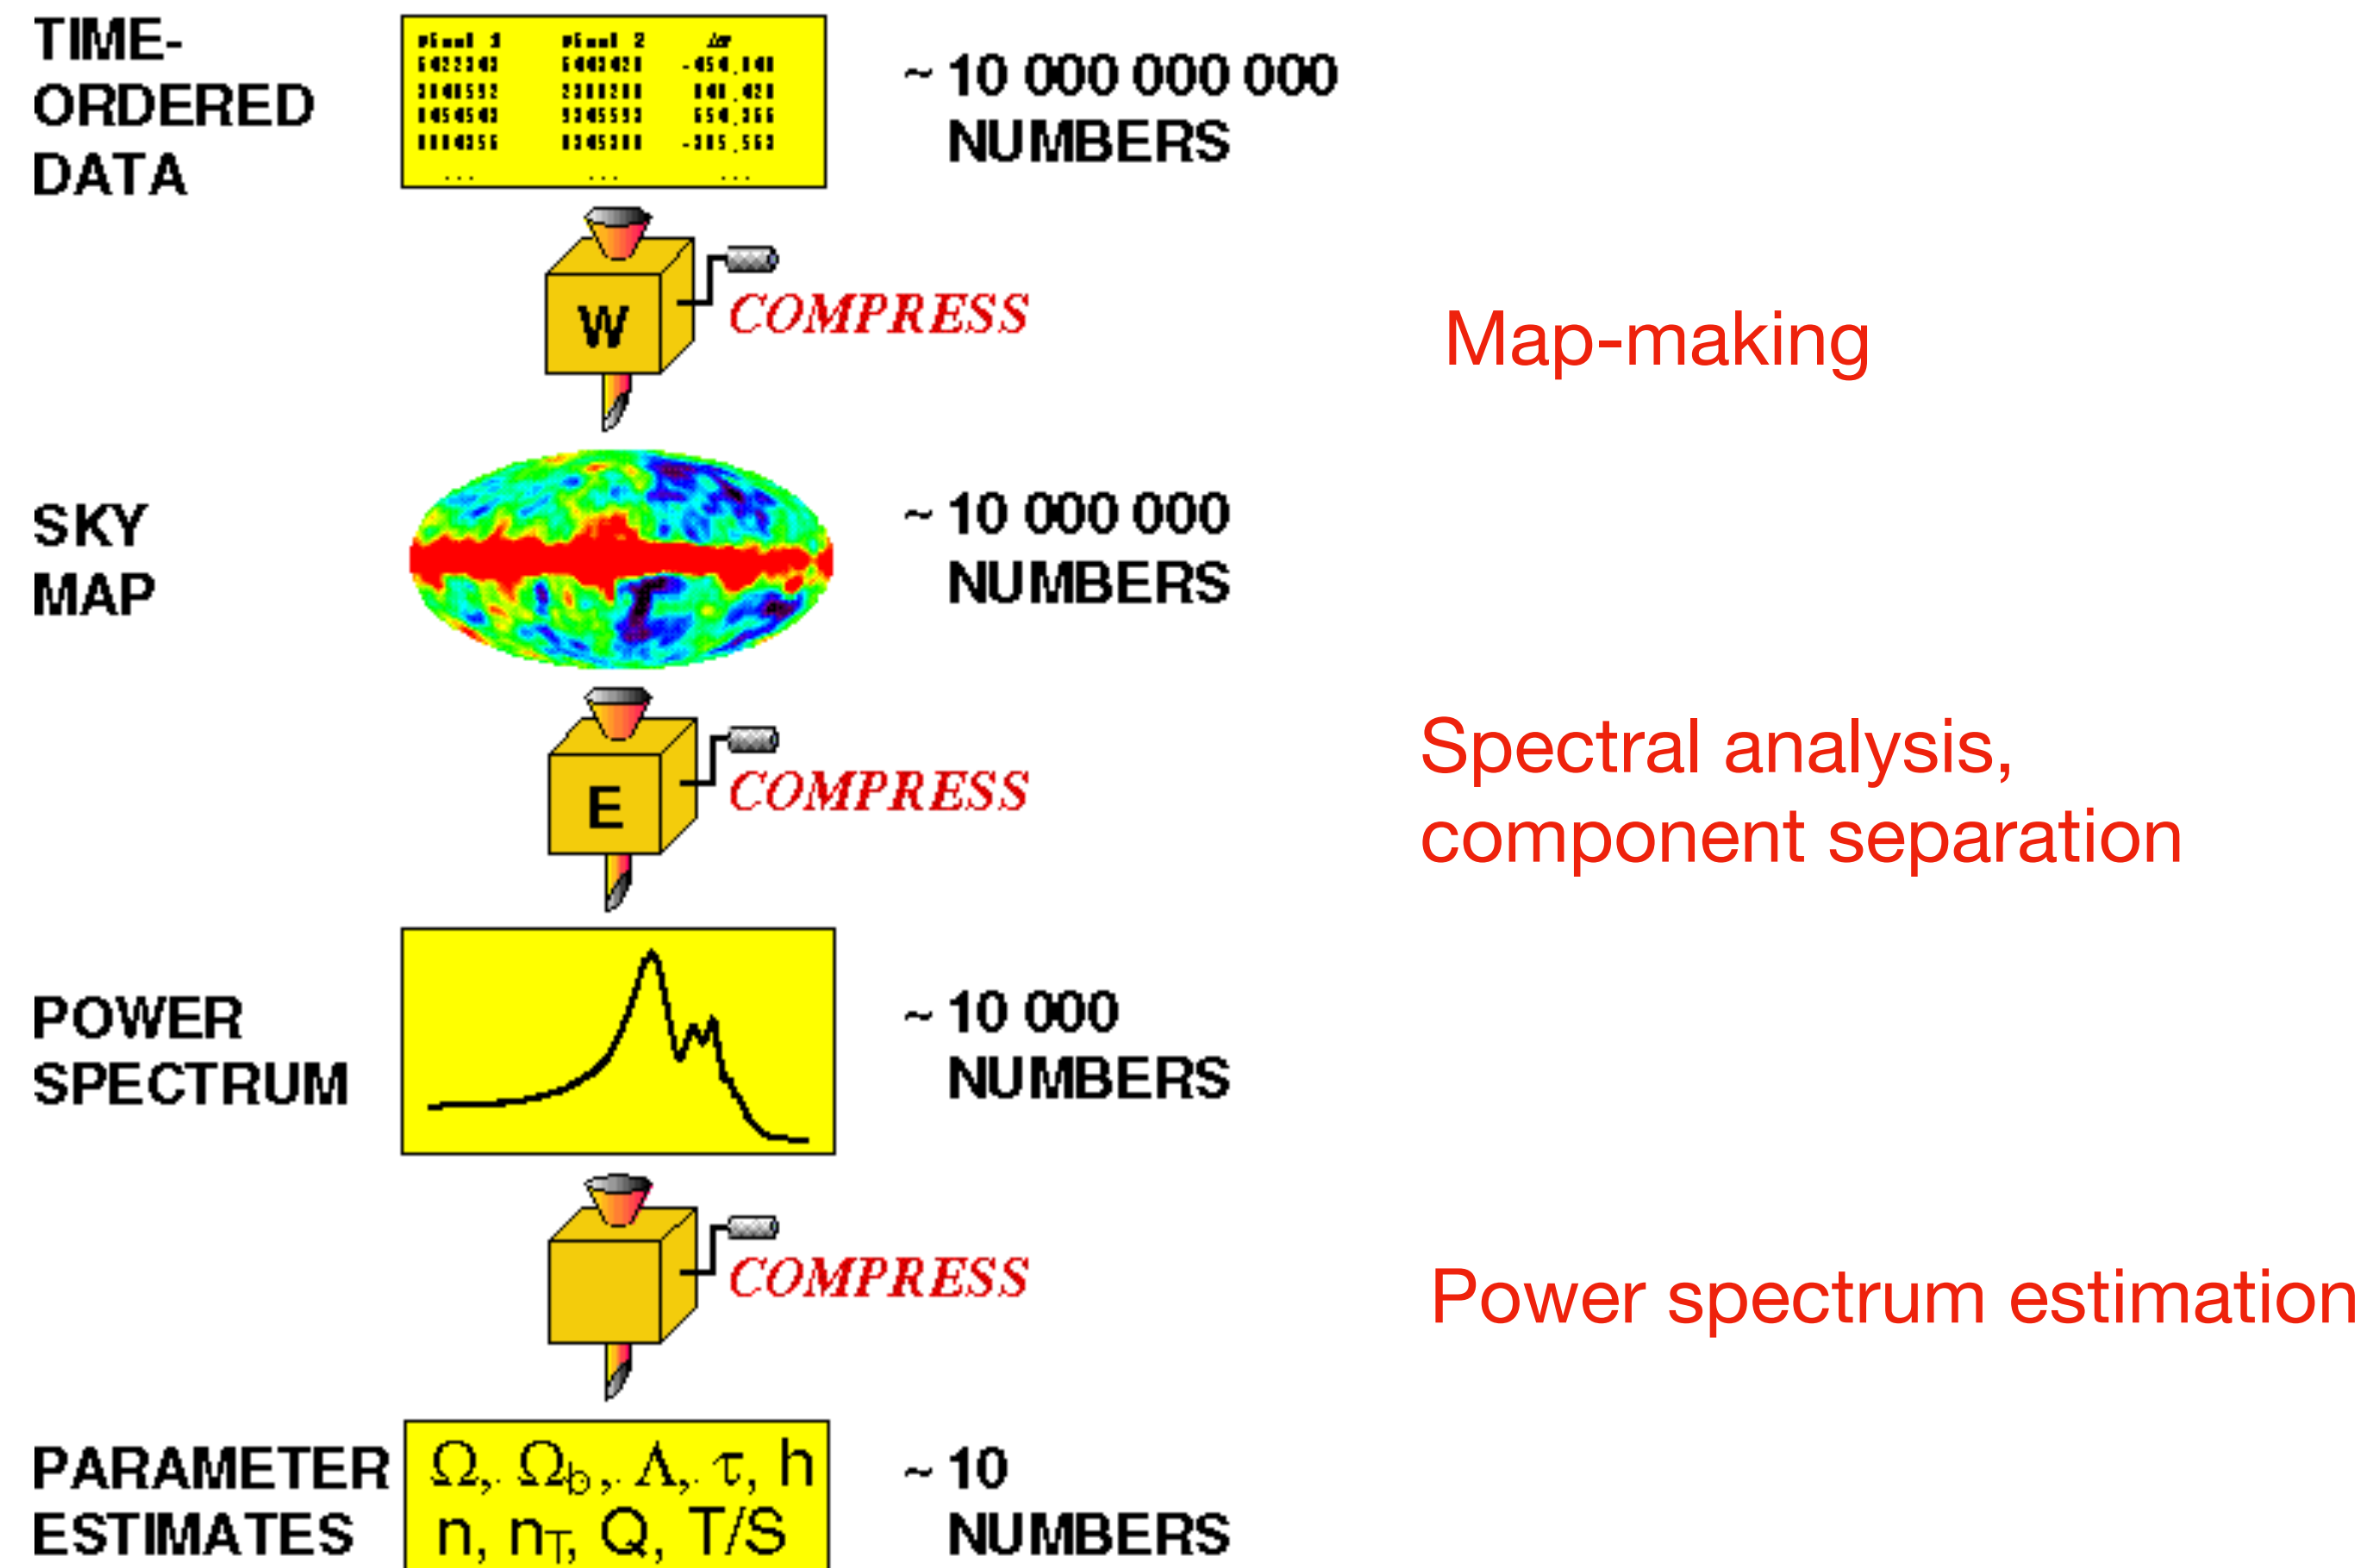 TIME-
ORDERED
DATA
~ 10 000 000 000
NUMBERS
W
COMPRESS
Map-making
SKY
MAP
~ 10 000 000
NUMBERS
E
COMPRESS
Spectral analysis,
component separation
POWER
SPECTRUM
~ 10 000
NUMBERS
COMPRESS
Power spectrum estimation
PARAMETER
ESTIMATES
Ω, Ωb, Λ, τ, h
n, nT, Q, T/S
~ 10
NUMBERS